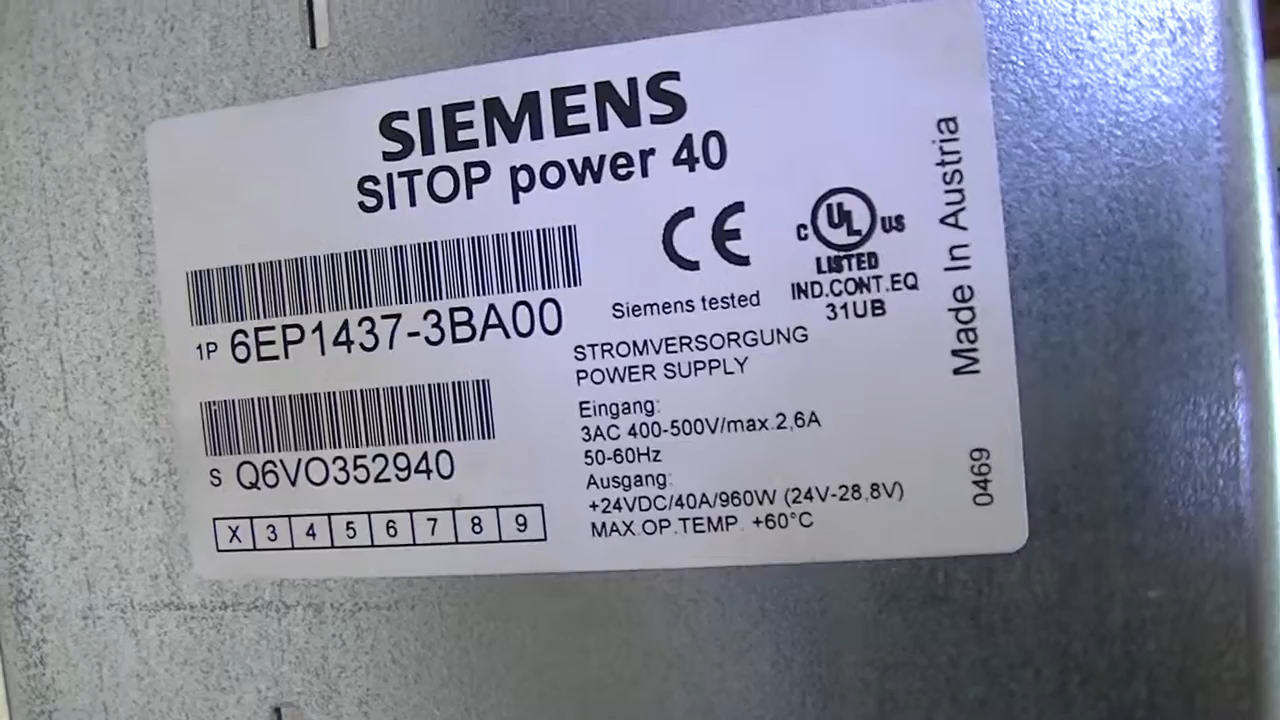 SIEMENS
SITOP power 40
1P 6EP1437-3BA00
S Q6VO352940
X 3 4 5 6 7 8 9
CE
Siemens tested
C UL US
LISTED
IND.CONT.EQ
31UB
STROMVERSORGUNG
POWER SUPPLY
Eingang:
3AC 400-500V/max.2,6A
50-60Hz
Ausgang:
+24VDC/40A/960W (24V-28,8V)
MAX.OP.TEMP. +60°C
Made In Austria
0469